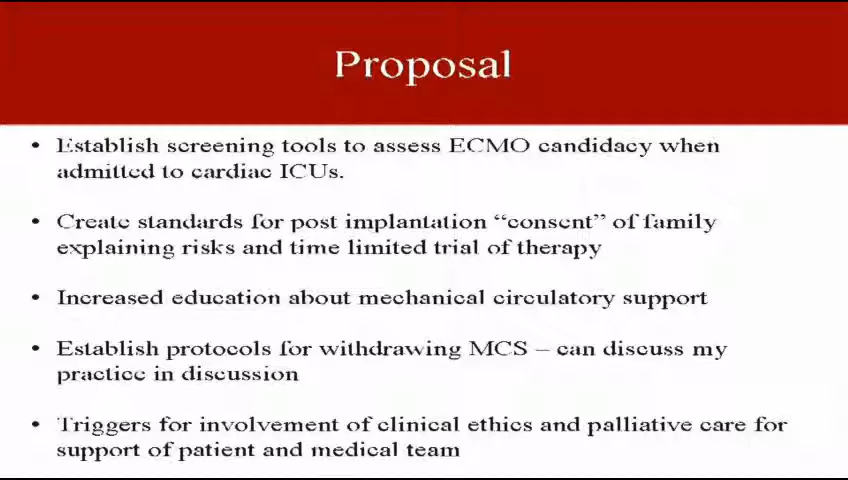 Proposal
• Establish screening tools to assess ECMO candidacy when
admitted to cardiac ICUs.
• Create standards for post implantation “consent” of family
explaining risks and time limited trial of therapy
• Increased education about mechanical circulatory support
• Establish protocols for withdrawing MCS – can discuss my
practice in discussion
• Triggers for involvement of clinical ethics and palliative care for
support of patient and medical team